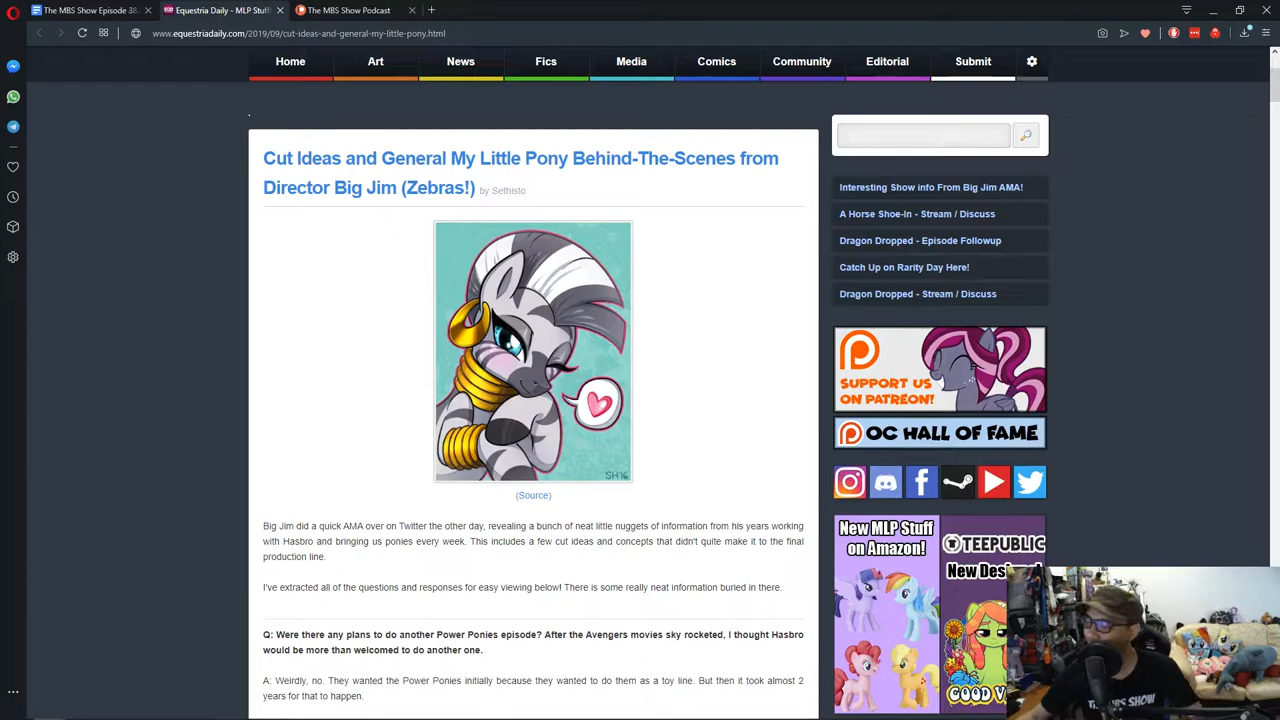 The MBS Show Episode 38
Equestria Daily - MLP Stuf
The MBS Show Podcast
www.equestriadaily.com/2019/09/cut-ideas-and-general-my-little-pony.html
Home Art News Fics Media Comics Community Editorial Submit
Cut Ideas and General My Little Pony Behind-The-Scenes from
Director Big Jim (Zebras!) by Sethisto
SH'16
(Source)
Big Jim did a quick AMA over on Twitter the other day, revealing a bunch of neat little nuggets of information from his years working
with Hasbro and bringing us ponies every week. This includes a few cut ideas and concepts that didn't quite make it to the final
production line.
I've extracted all of the questions and responses for easy viewing below! There is some really neat information buried in there.
Q: Were there any plans to do another Power Ponies episode? After the Avengers movies sky rocketed, I thought Hasbro
would be more than welcomed to do another one.
A: Weirdly, no. They wanted the Power Ponies initially because they wanted to do them as a toy line. But then it took almost 2
years for that to happen.
Interesting Show info From Big Jim AMA!
A Horse Shoe-In - Stream / Discuss
Dragon Dropped - Episode Followup
Catch Up on Rarity Day Here!
Dragon Dropped - Stream / Discuss
SUPPORT US
ON PATREON!
OC HALL OF FAME
New MLP Stuff
on Amazon!
TEEPUBLIC
New Des
GOOD V
THE MBS SHOW